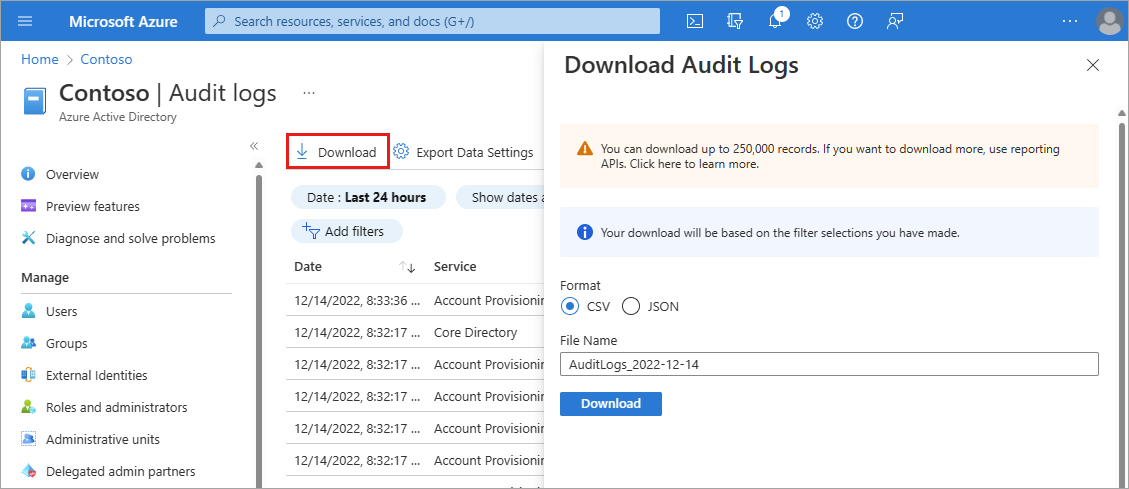 Microsoft Azure
Search resources, services, and docs (G+/)
1
Home > Contoso
Contoso | Audit logs
Azure Active Directory
Overview
Preview features
Diagnose and solve problems
Manage
Users
Groups
External Identities
Roles and administrators
Administrative units
Delegated admin partners
Download
Export Data Settings
Date : Last 24 hours
Show dates a
Add filters
Date Service
12/14/2022, 8:33:36 ... Account Provisionin
12/14/2022, 8:32:17 ... Core Directory
12/14/2022, 8:32:17 ... Account Provisionin
12/14/2022, 8:32:17 ... Account Provisionin
12/14/2022, 8:32:17 ... Account Provisionin
12/14/2022, 8:32:17 ... Account Provisionin
Download Audit Logs
You can download up to 250,000 records. If you want to download more, use reporting
APIs. Click here to learn more.
Your download will be based on the filter selections you have made.
Format
CSV JSON
File Name
AuditLogs_2022-12-14
Download